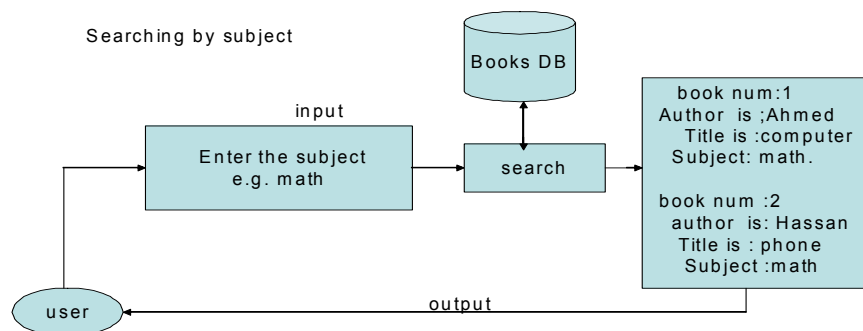 Searching by subject
Books DB
input
Enter the subject
e.g. math
search
book num:1
Author is ;Ahmed
Title is :computer
Subject: math.
book num :2
author is: Hassan
Title is : phone
Subject :math
output
user